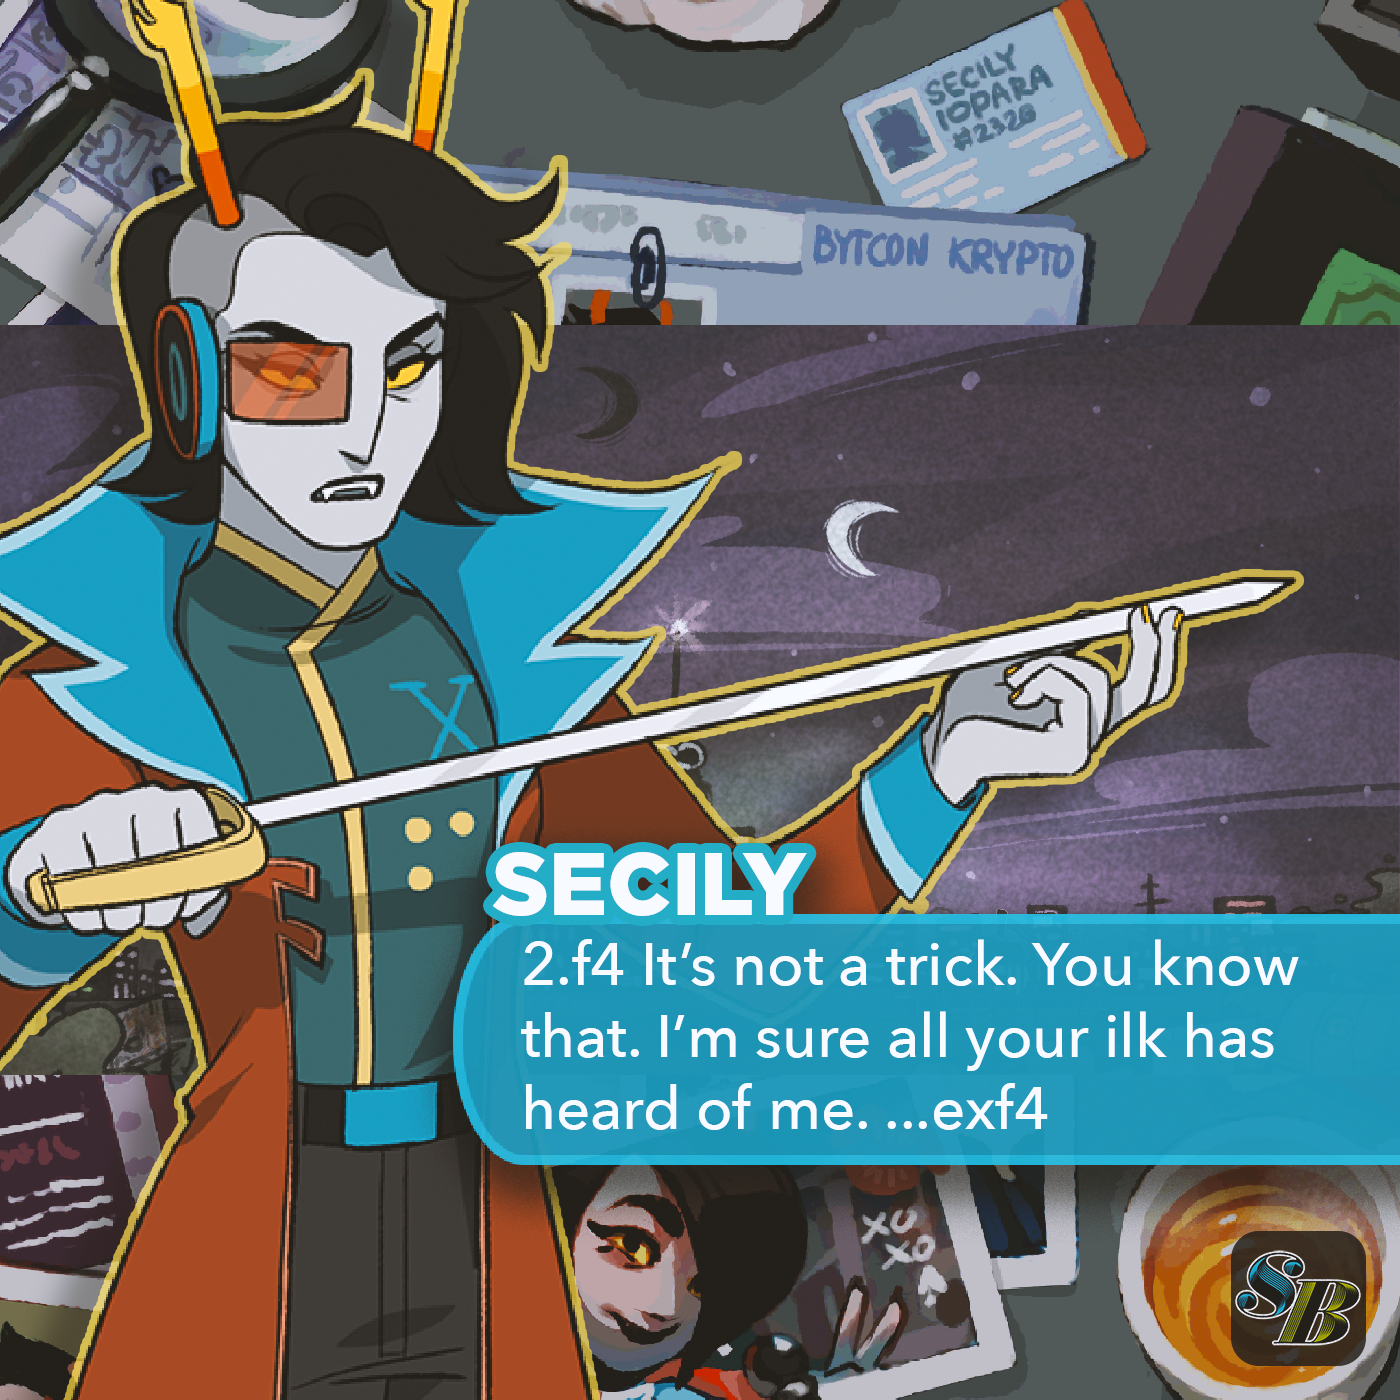 SECILY
IOPARA
#2328
BYTCON KRYPTO
X
SECILY
2.f4 It’s not a trick. You know
that. I’m sure all your ilk has
heard of me. ...exf4
XO
XO
SB